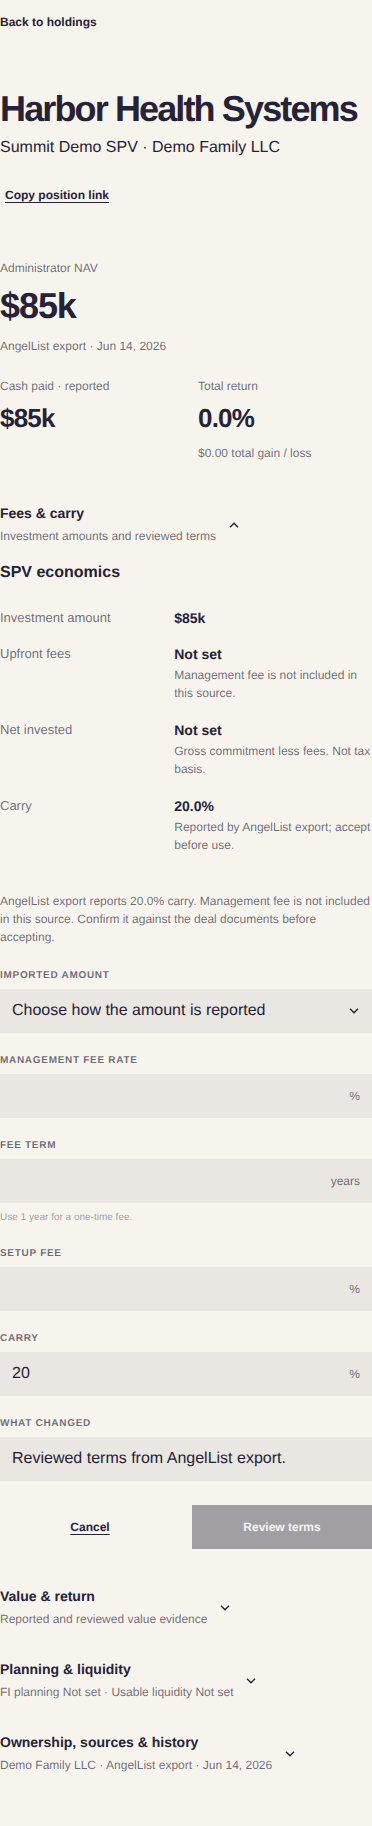 Back to holdings
Harbor Health Systems
Summit Demo SPV · Demo Family LLC
Copy position link
Administrator NAV
$85k
AngelList export · Jun 14, 2026
Cash paid · reported
$85k
Total return
0.0%
$0.00 total gain / loss
Fees & carry
Investment amounts and reviewed terms
SPV economics
Investment amount
$85k
Upfront fees
Not set
Management fee is not included in
this source.
Net invested
Not set
Gross commitment less fees. Not tax
basis.
Carry
20.0%
Reported by AngelList export; accept
before use.
AngelList export reports 20.0% carry. Management fee is not included
in this source. Confirm it against the deal documents before
accepting.
IMPORTED AMOUNT
Choose how the amount is reported
MANAGEMENT FEE RATE
%
FEE TERM
years
Use 1 year for a one-time fee.
SETUP FEE
%
CARRY
20 %
WHAT CHANGED
Reviewed terms from AngelList export.
Cancel
Review terms
Value & return
Reported and reviewed value evidence
Planning & liquidity
FI planning Not set · Usable liquidity Not set
Ownership, sources & history
Demo Family LLC · AngelList export · Jun 14, 2026